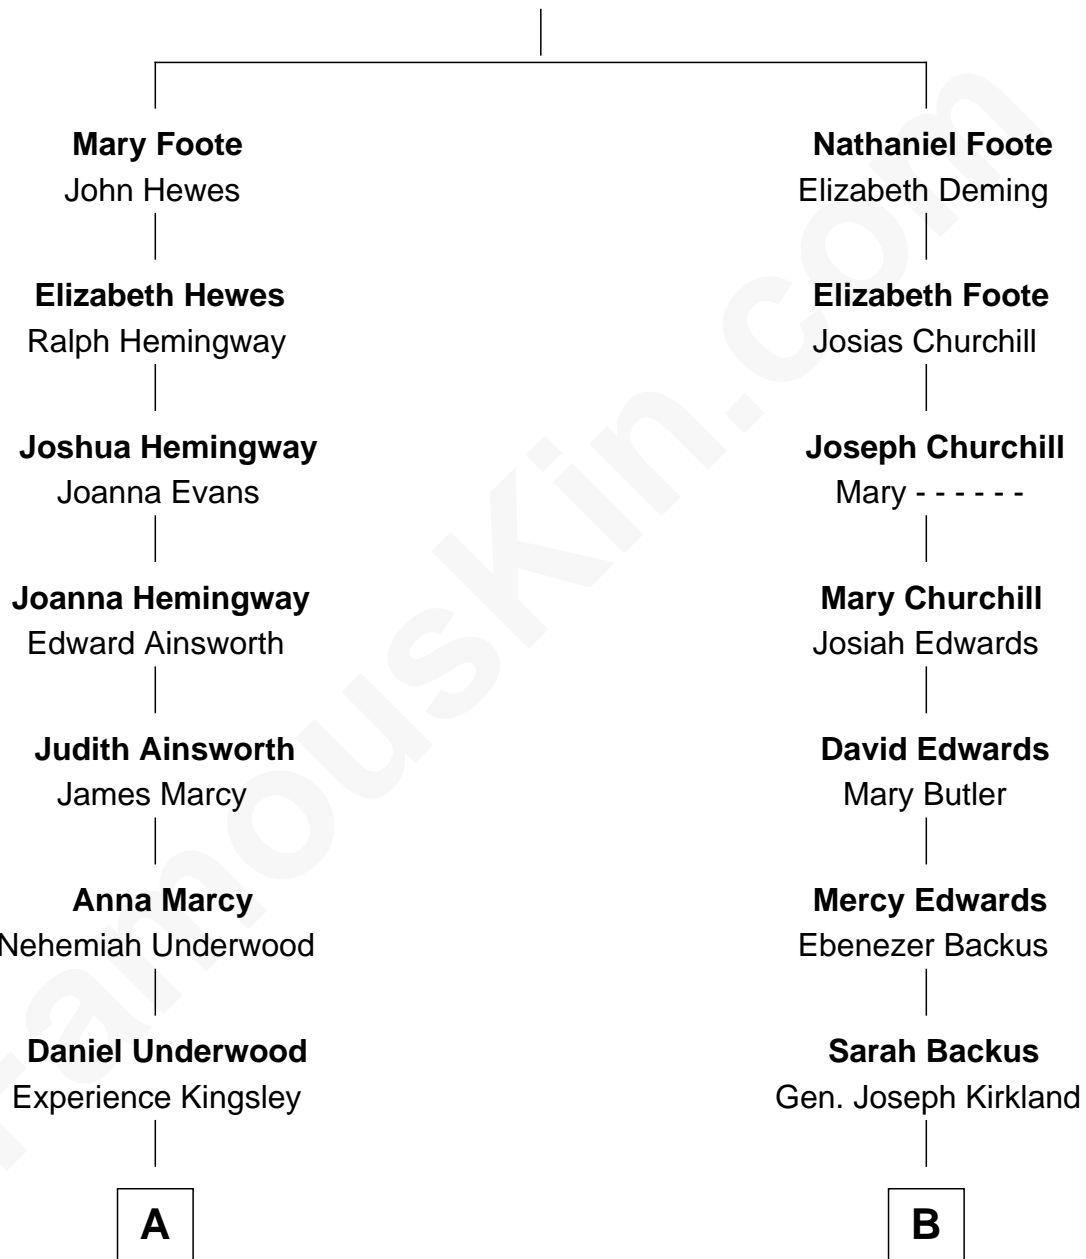 Mary Foote
John Hewes
Nathaniel Foote
Elizabeth Deming
Elizabeth Hewes
Ralph Hemingway
Elizabeth Foote
Josias Churchill
Joshua Hemingway
Joanna Evans
Joseph Churchill
Mary - - - - - -
Joanna Hemingway
Edward Ainsworth
Mary Churchill
Josiah Edwards
Judith Ainsworth
James Marcy
David Edwards
Mary Butler
Anna Marcy
Nehemiah Underwood
Mercy Edwards
Ebenezer Backus
Daniel Underwood
Experience Kingsley
Sarah Backus
Gen. Joseph Kirkland
A
B
FamousKin.com